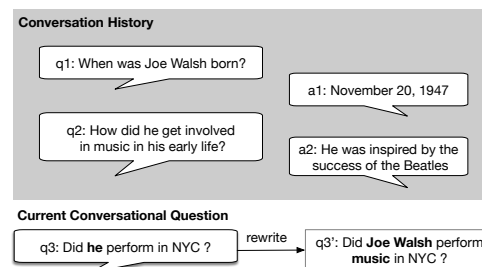 Conversation History
q1: When was Joe Walsh born?
a1: November 20, 1947
q2: How did he get involved
in music in his early life?
a2: He was inspired by the
success of the Beatles
Current Conversational Question
q3: Did he perform in NYC ?
rewrite
q3': Did Joe Walsh perform
music in NYC ?